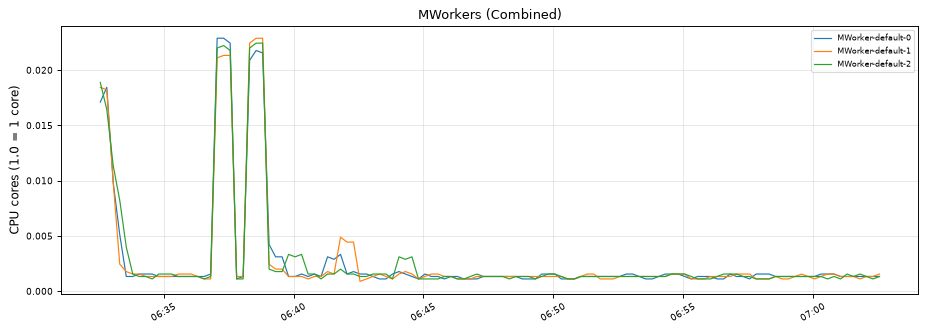 MWorkers (Combined)
MWorker-default-0
MWorker-default-1
MWorker-default-2
CPU cores (1.0 = 1 core)
0.020
0.015
0.010
0.005
0.000
06:35
06:40
06:45
06:50
06:55
07:00